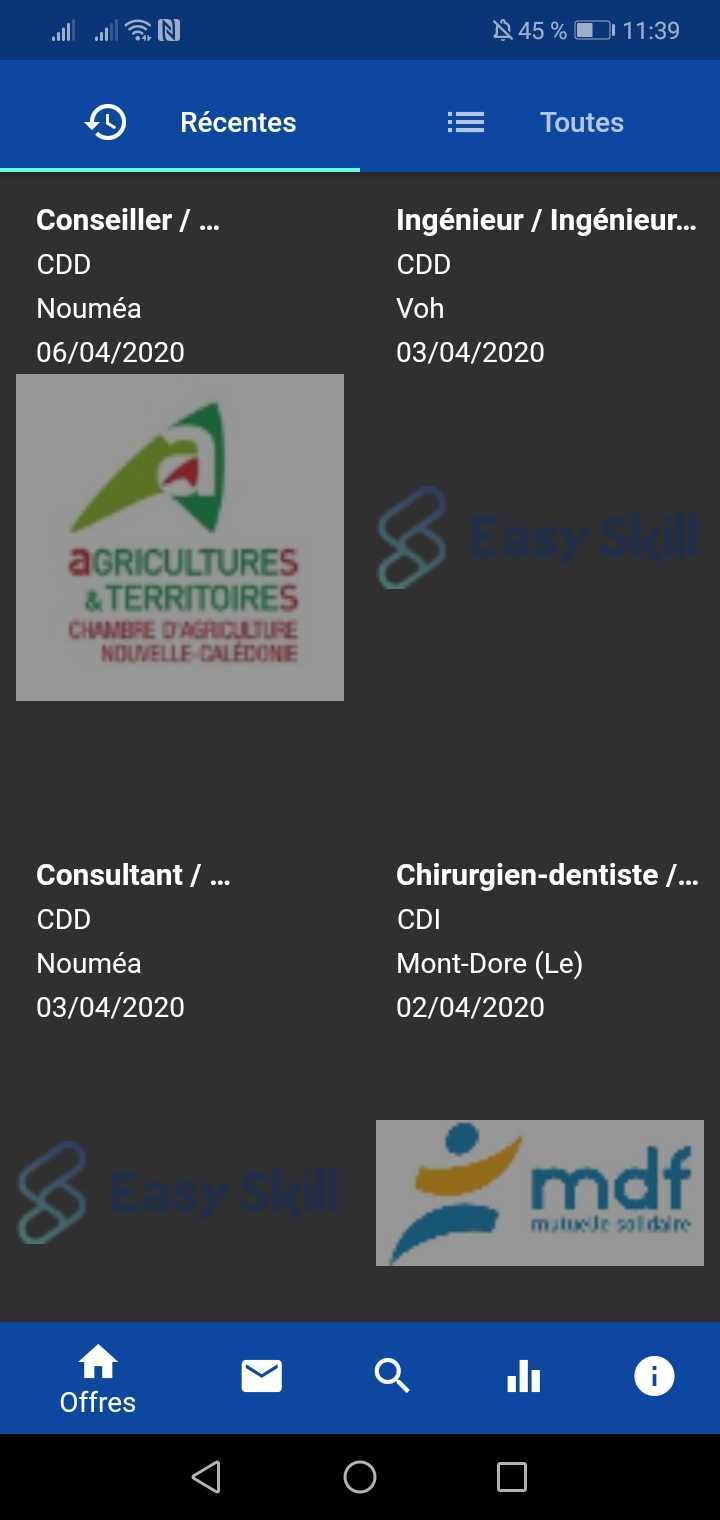 45 % 11:39
Récentes
Toutes
Conseiller / ...
CDD
Nouméa
06/04/2020
aGRICULTURES
& TERRITOIRES
CHAMBRE D'AGRICULTURE
NOUVELLE-CALÉDONIE
Ingénieur / Ingénieur...
CDD
Voh
03/04/2020
Easy Skill
Consultant / ...
CDD
Nouméa
03/04/2020
Easy Skill
Chirurgien-dentiste /...
CDI
Mont-Dore (Le)
02/04/2020
mdf
mutuelle solidaire
Offres